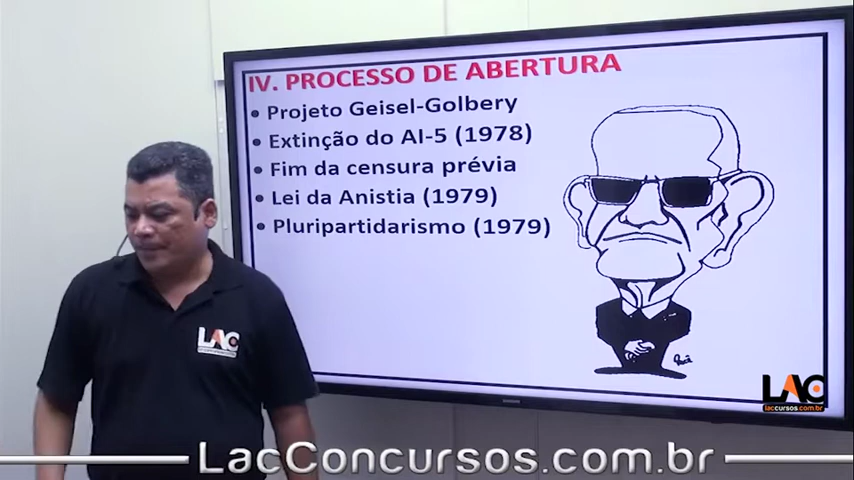 IV. PROCESSO DE ABERTURA
• Projeto Geisel-Golbery
• Extinção do AI-5 (1978)
• Fim da censura prévia
• Lei da Anistia (1979)
• Pluripartidarismo (1979)
LAC
LAC
laccursos.com.br
LacConcursos.com.br